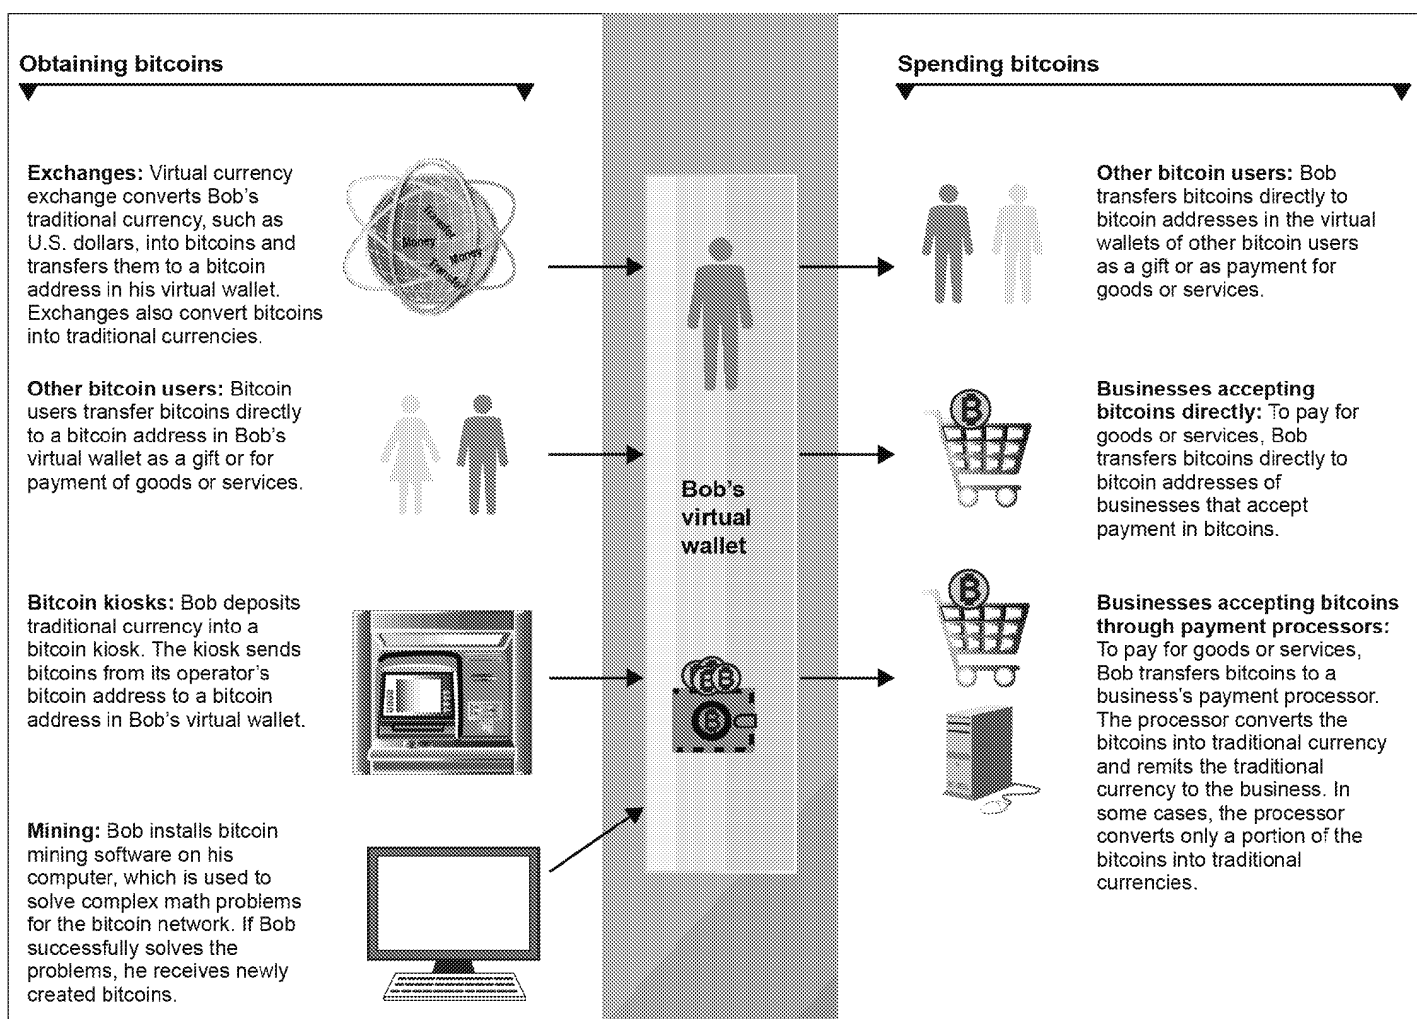 Obtaining bitcoins
Exchanges: Virtual currency
exchange converts Bob's
traditional currency, such as
U.S. dollars, into bitcoins and
transfers them to a bitcoin
address in his virtual wallet.
Exchanges also convert bitcoins
into traditional currencies.
Transfer
Money
Money
Transfer
Other bitcoin users: Bitcoin
users transfer bitcoins directly
to a bitcoin address in Bob's
virtual wallet as a gift or for
payment of goods or services.
Bitcoin kiosks: Bob deposits
traditional currency into a
bitcoin kiosk. The kiosk sends
bitcoins from its operator's
bitcoin address to a bitcoin
address in Bob's virtual wallet.
Mining: Bob installs bitcoin
mining software on his
computer, which is used to
solve complex math problems
for the bitcoin network. If Bob
successfully solves the
problems, he receives newly
created bitcoins.
Bob's
virtual
wallet
Spending bitcoins
Other bitcoin users: Bob
transfers bitcoins directly to
bitcoin addresses in the virtual
wallets of other bitcoin users
as a gift or as payment for
goods or services.
Businesses accepting
bitcoins directly: To pay for
goods or services, Bob
transfers bitcoins directly to
bitcoin addresses of
businesses that accept
payment in bitcoins.
Businesses accepting bitcoins
through payment processors:
To pay for goods or services,
Bob transfers bitcoins to a
business's payment processor.
The processor converts the
bitcoins into traditional currency
and remits the traditional
currency to the business. In
some cases, the processor
converts only a portion of the
bitcoins into traditional
currencies.